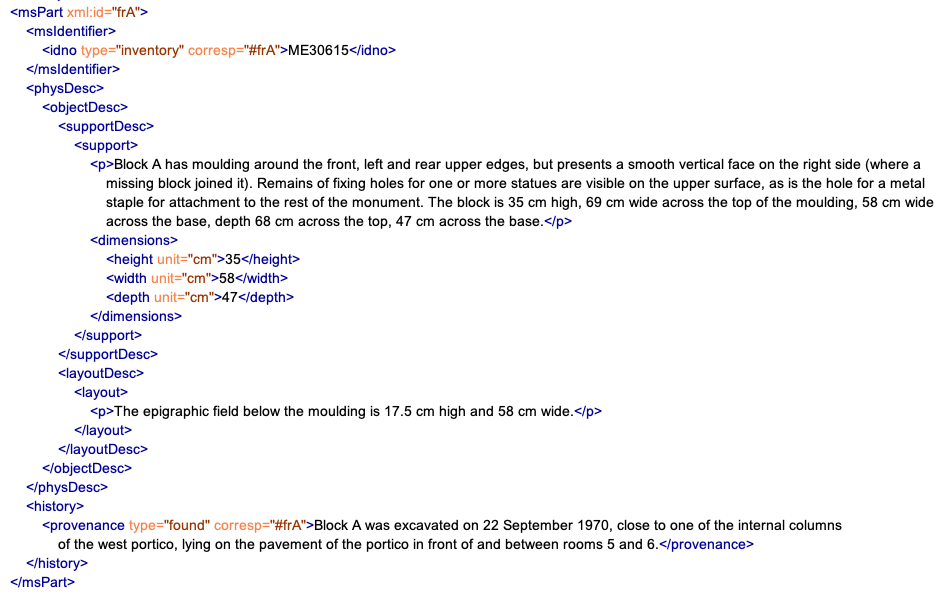 <msPart xml:id="frA">
<msIdentifier>
<idno type="inventory" corresp="#frA">ME30615</idno>
</msIdentifier>
<physDesc>
<objectDesc>
<supportDesc>
<support>
<p>Block A has moulding around the front, left and rear upper edges, but presents a smooth vertical face on the right side (where a
missing block joined it). Remains of fixing holes for one or more statues are visible on the upper surface, as is the hole for a metal
staple for attachment to the rest of the monument. The block is 35 cm high, 69 cm wide across the top of the moulding, 58 cm wide
across the base, depth 68 cm across the top, 47 cm across the base.</p>
<dimensions>
<height unit="cm">35</height>
<width unit="cm">58</width>
<depth unit="cm">47</depth>
</dimensions>
</support>
</supportDesc>
<layoutDesc>
<layout>
<p>The epigraphic field below the moulding is 17.5 cm high and 58 cm wide.</p>
</layout>
</layoutDesc>
</objectDesc>
</physDesc>
<history>
<provenance type="found" corresp="#frA">Block A was excavated on 22 September 1970, close to one of the internal columns
of the west portico, lying on the pavement of the portico in front of and between rooms 5 and 6.</provenance>
</history>
</msPart>